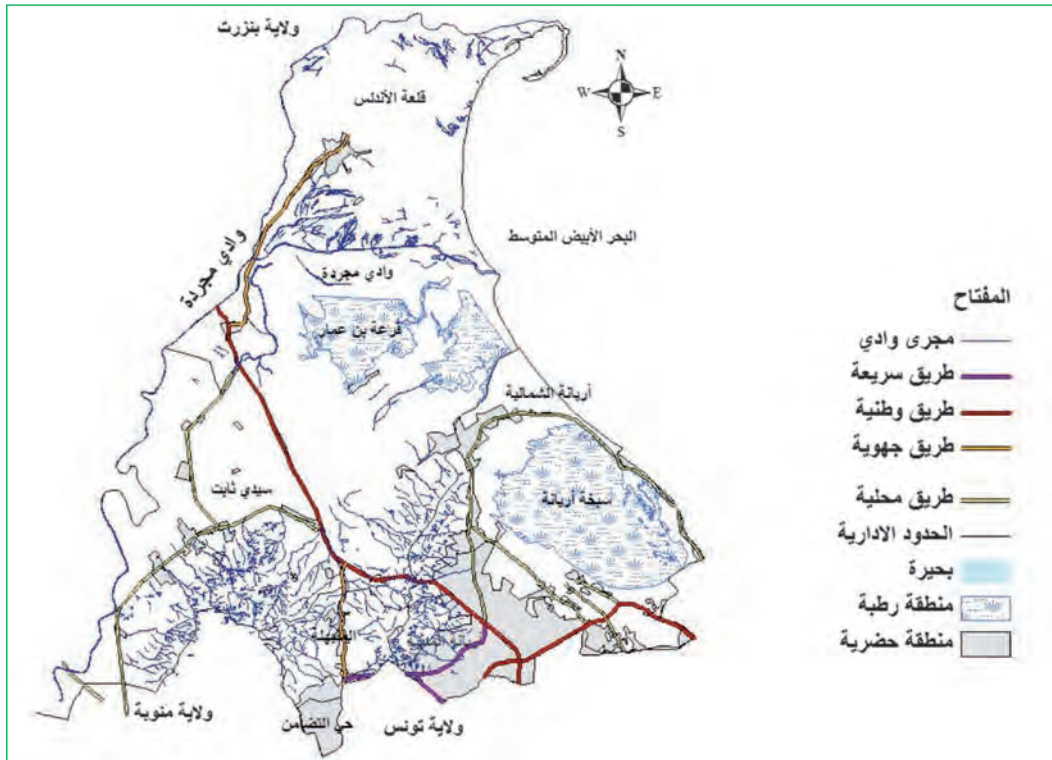 ولاية بنزرت
N
W E
S
قلعة الأندلس
البحر الأبيض المتوسط
وادي مجردة
وادي مجردة
قرعة بن عمار
أريانة الشمالية
سبخة أريانة
سيدي ثابت
المنيهلة
حي التضامن
ولاية منوبة
ولاية تونس
المفتاح
مجرى وادي
طريق سريعة
طريق وطنية
طريق جهوية
طريق محلية
الحدود الادارية
بحيرة
منطقة رطبة
منطقة حضرية